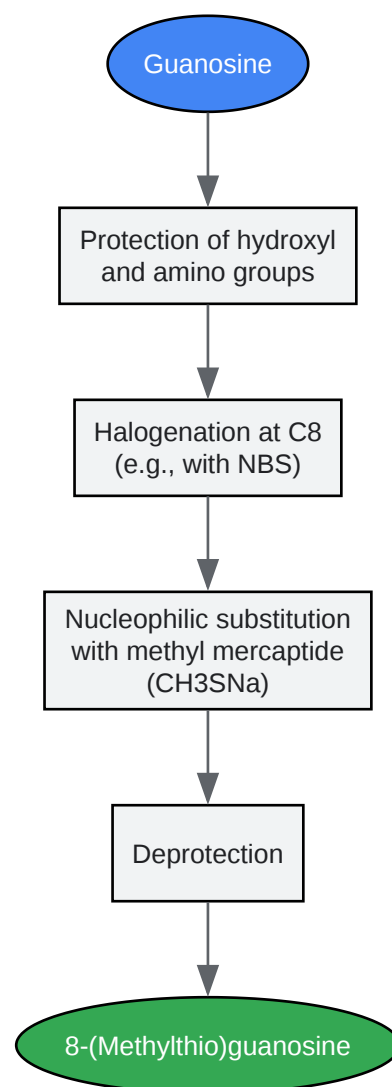 Guanosine
Protection of hydroxyl
and amino groups
Halogenation at C8
(e.g., with NBS)
Nucleophilic substitution
with methyl mercaptide
(CH3SNa)
Deprotection
8-(Methylthio)guanosine